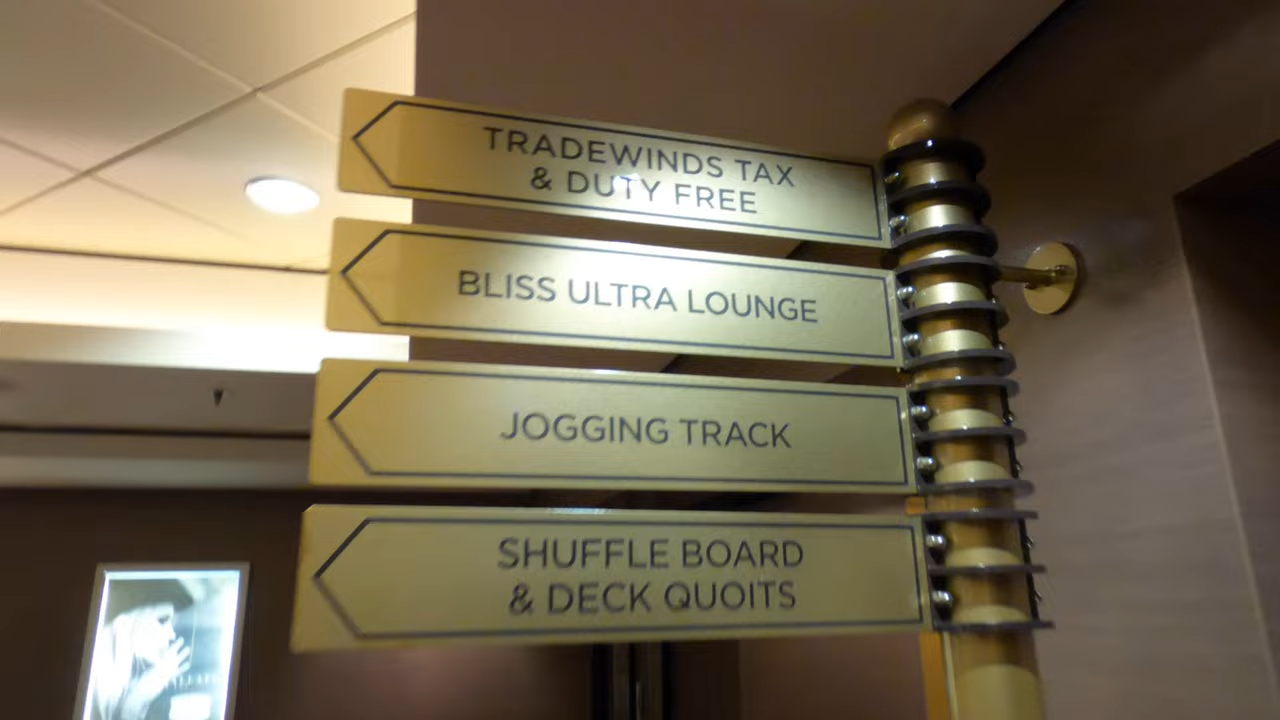 TRADEWINDS TAX
& DUTY FREE
BLISS ULTRA LOUNGE
JOGGING TRACK
SHUFFLE BOARD
& DECK QUOITS